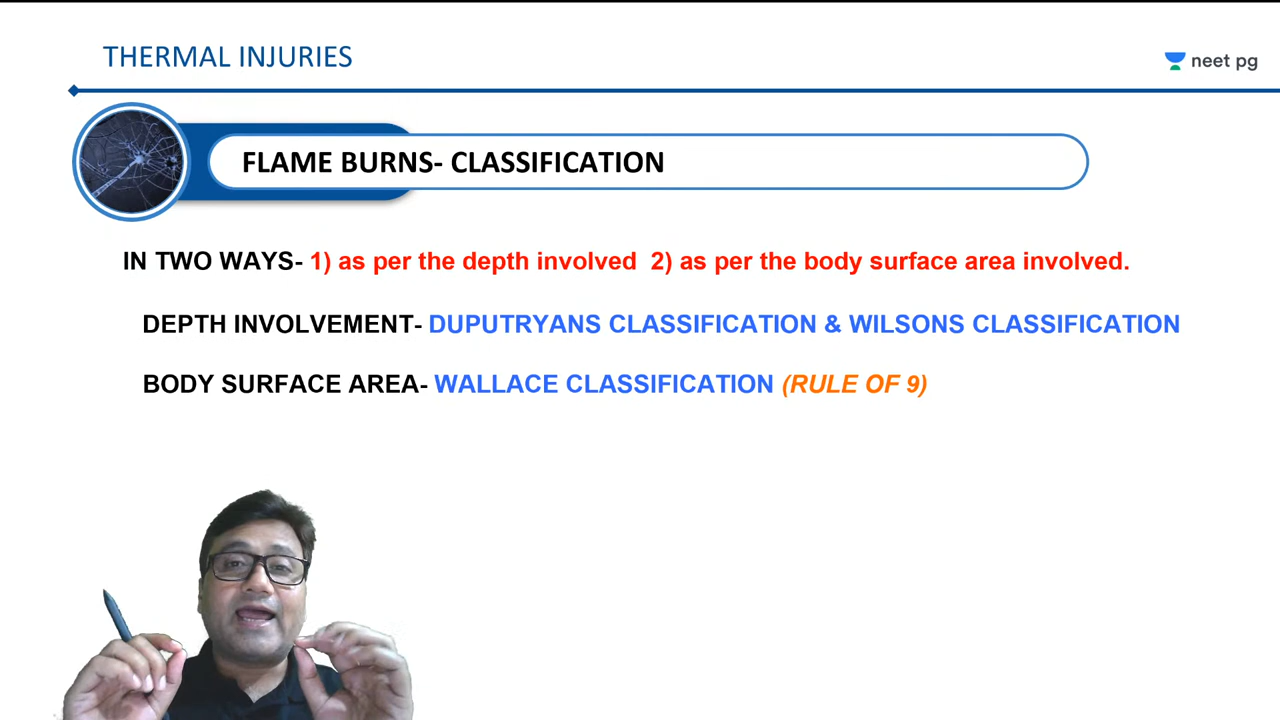 THERMAL INJURIES
neet pg
FLAME BURNS- CLASSIFICATION
IN TWO WAYS- 1) as per the depth involved 2) as per the body surface area involved.
DEPTH INVOLVEMENT- DUPUTRYANS CLASSIFICATION & WILSONS CLASSIFICATION
BODY SURFACE AREA- WALLACE CLASSIFICATION (RULE OF 9)